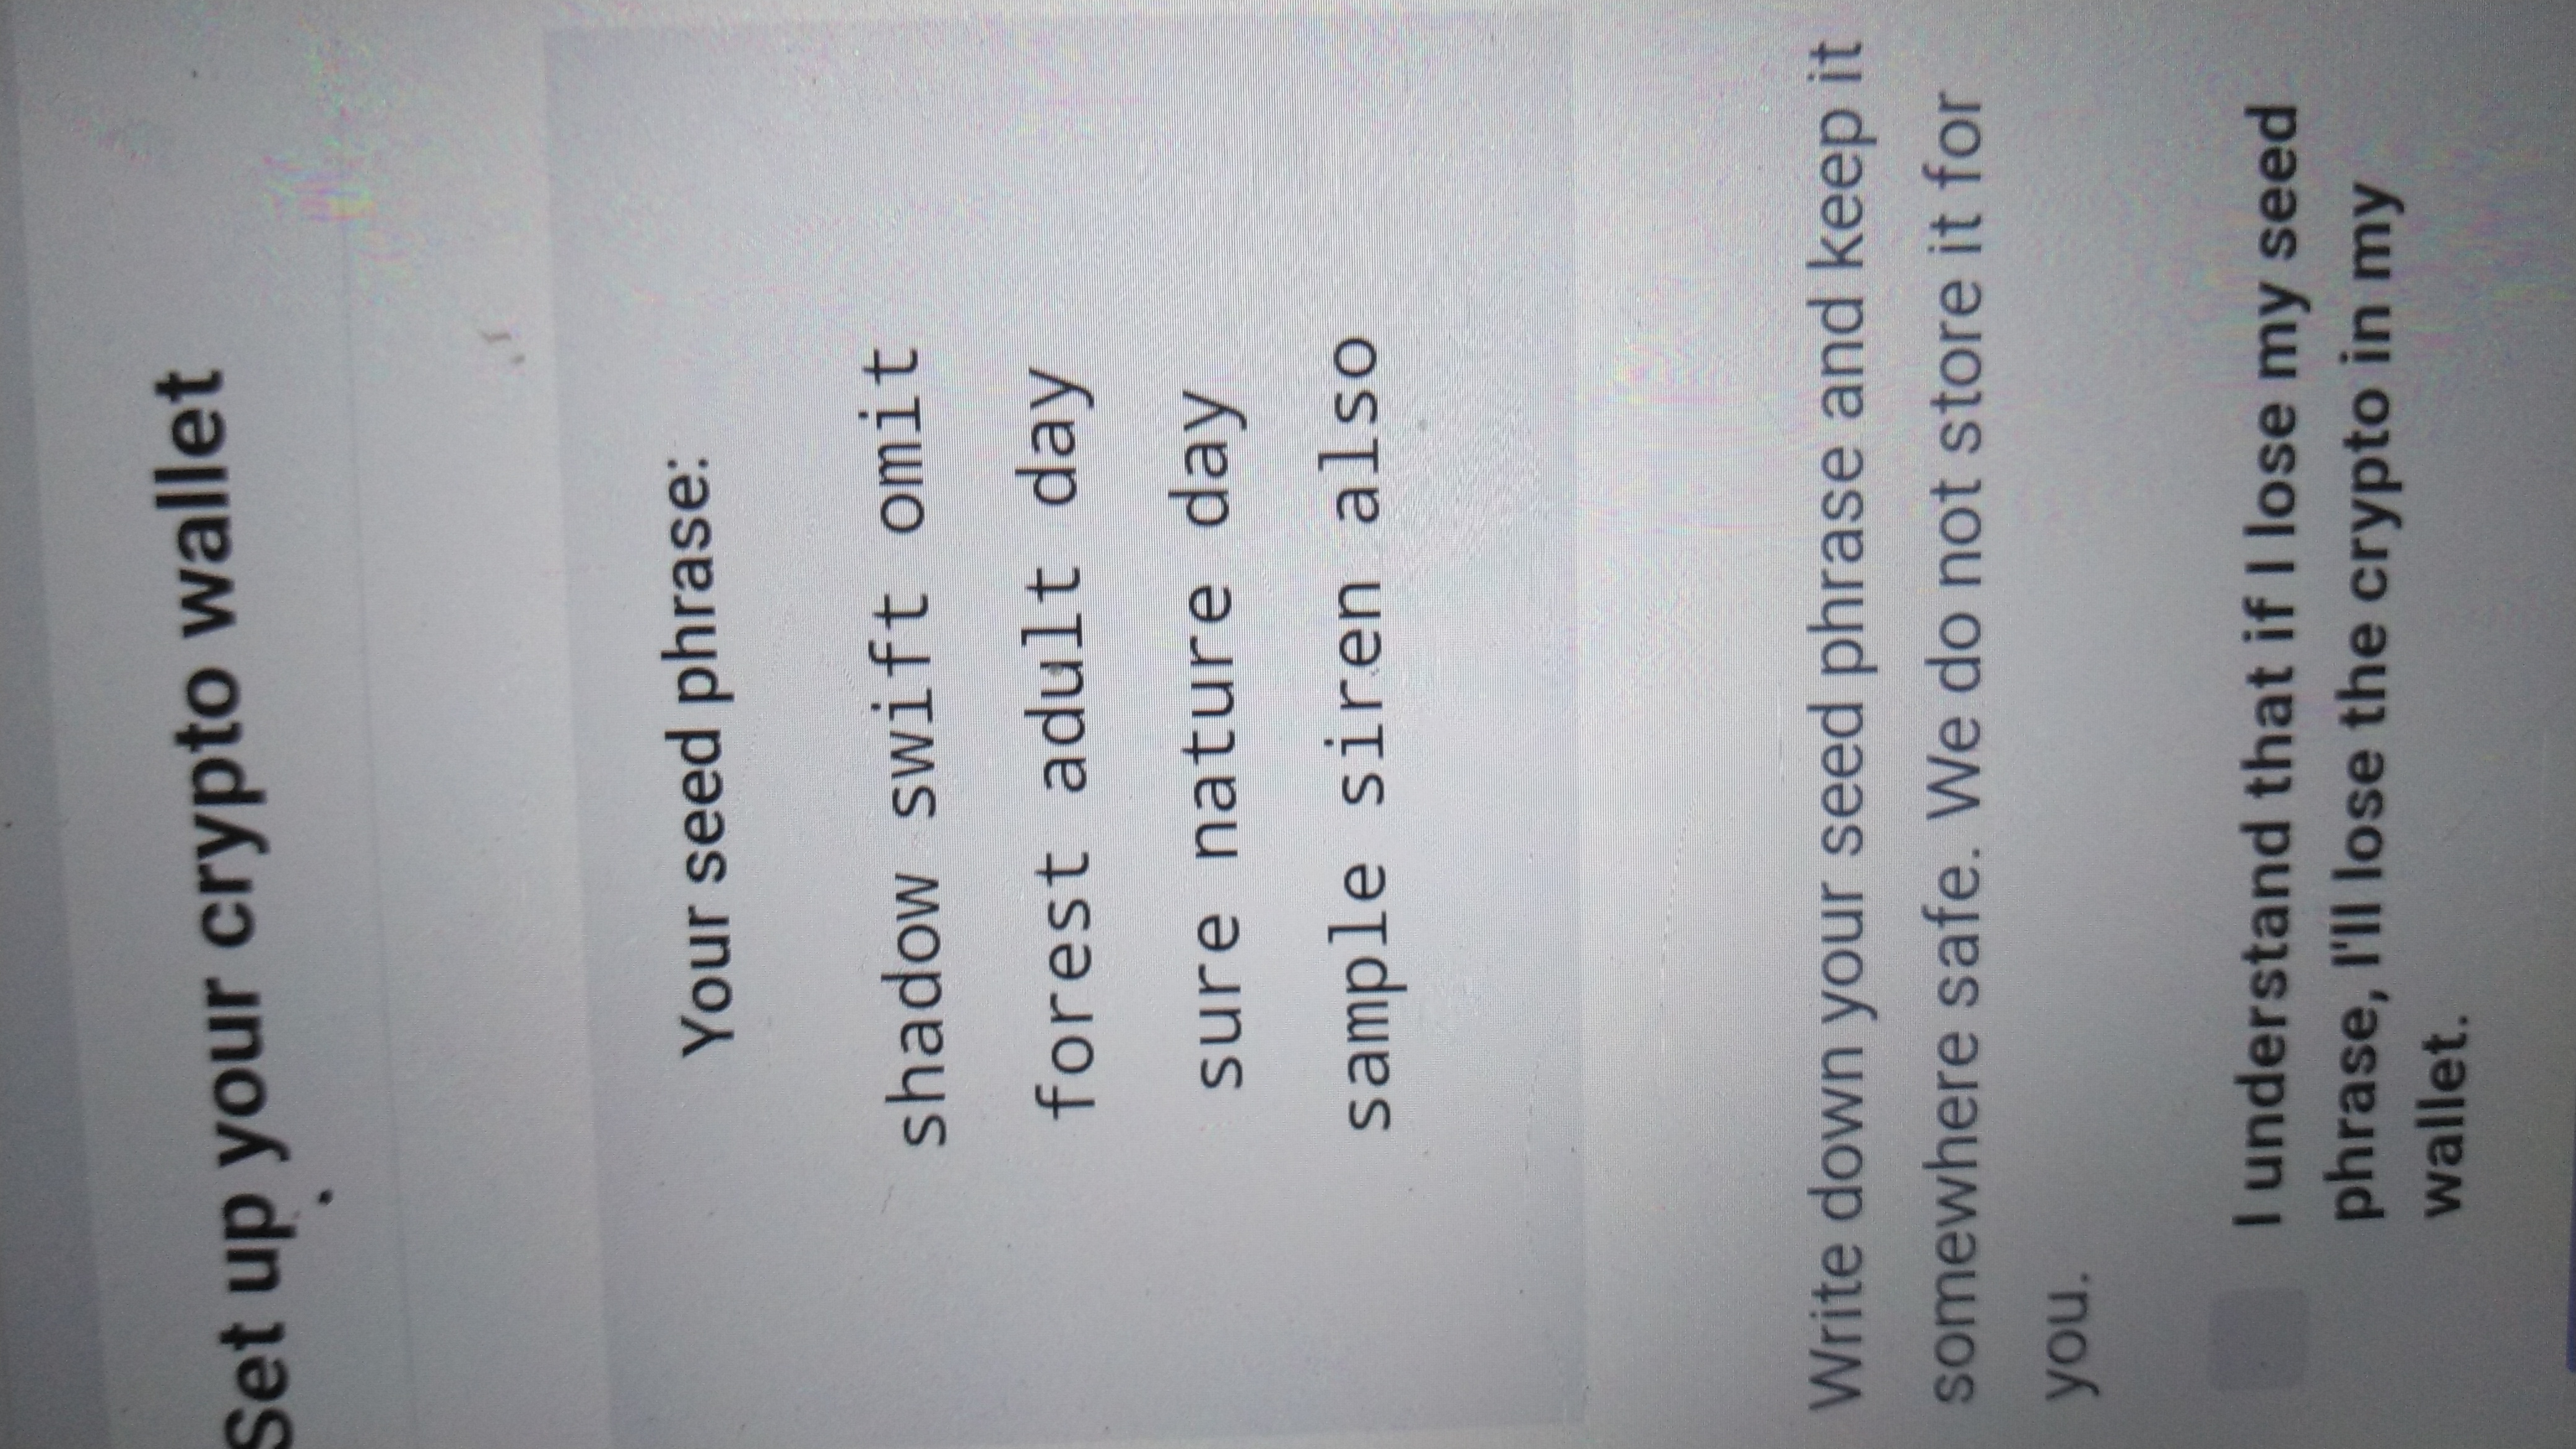 Set up your crypto wallet
Your seed phrase:
shadow swift omit
forest adult day
sure nature day
sample siren also
Write down your seed phrase and keep it
somewhere safe. We do not store it for
you.
I understand that if I lose my seed
phrase, I'll lose the crypto in my
wallet.